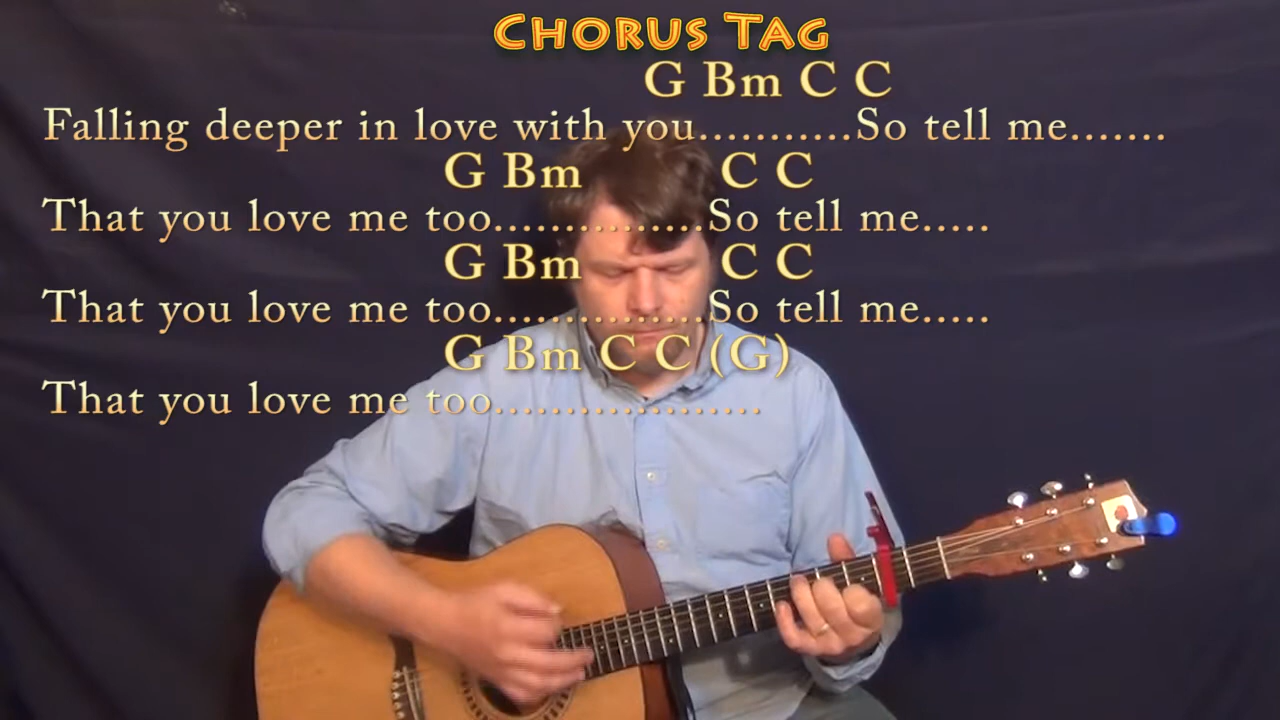 Chorus Tag
G Bm C C
Falling deeper in love with you...........So tell me.......
G Bm C C
That you love me too...............So tell me.....
G Bm C C
That you love me too...............So tell me.....
G Bm C C (G)
That you love me too...................